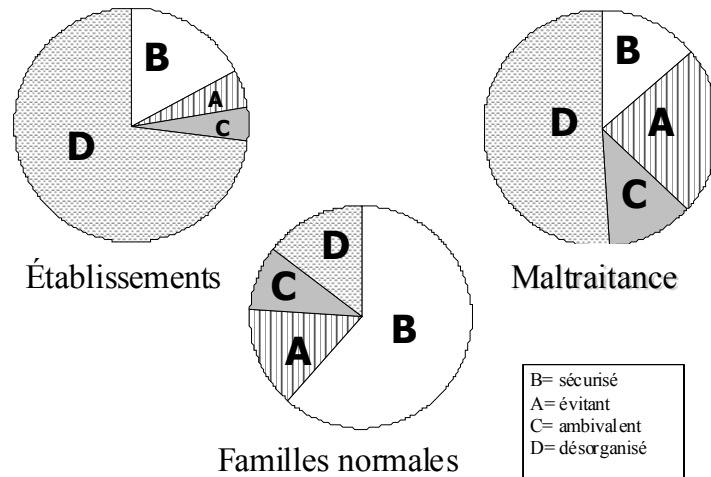 B
A
C
D
Établissements
B
A
C
D
Maltraitance
D
C
A
B
Familles normales
B= sécurisé
A= évitant
C= ambivalent
D= désorganisé